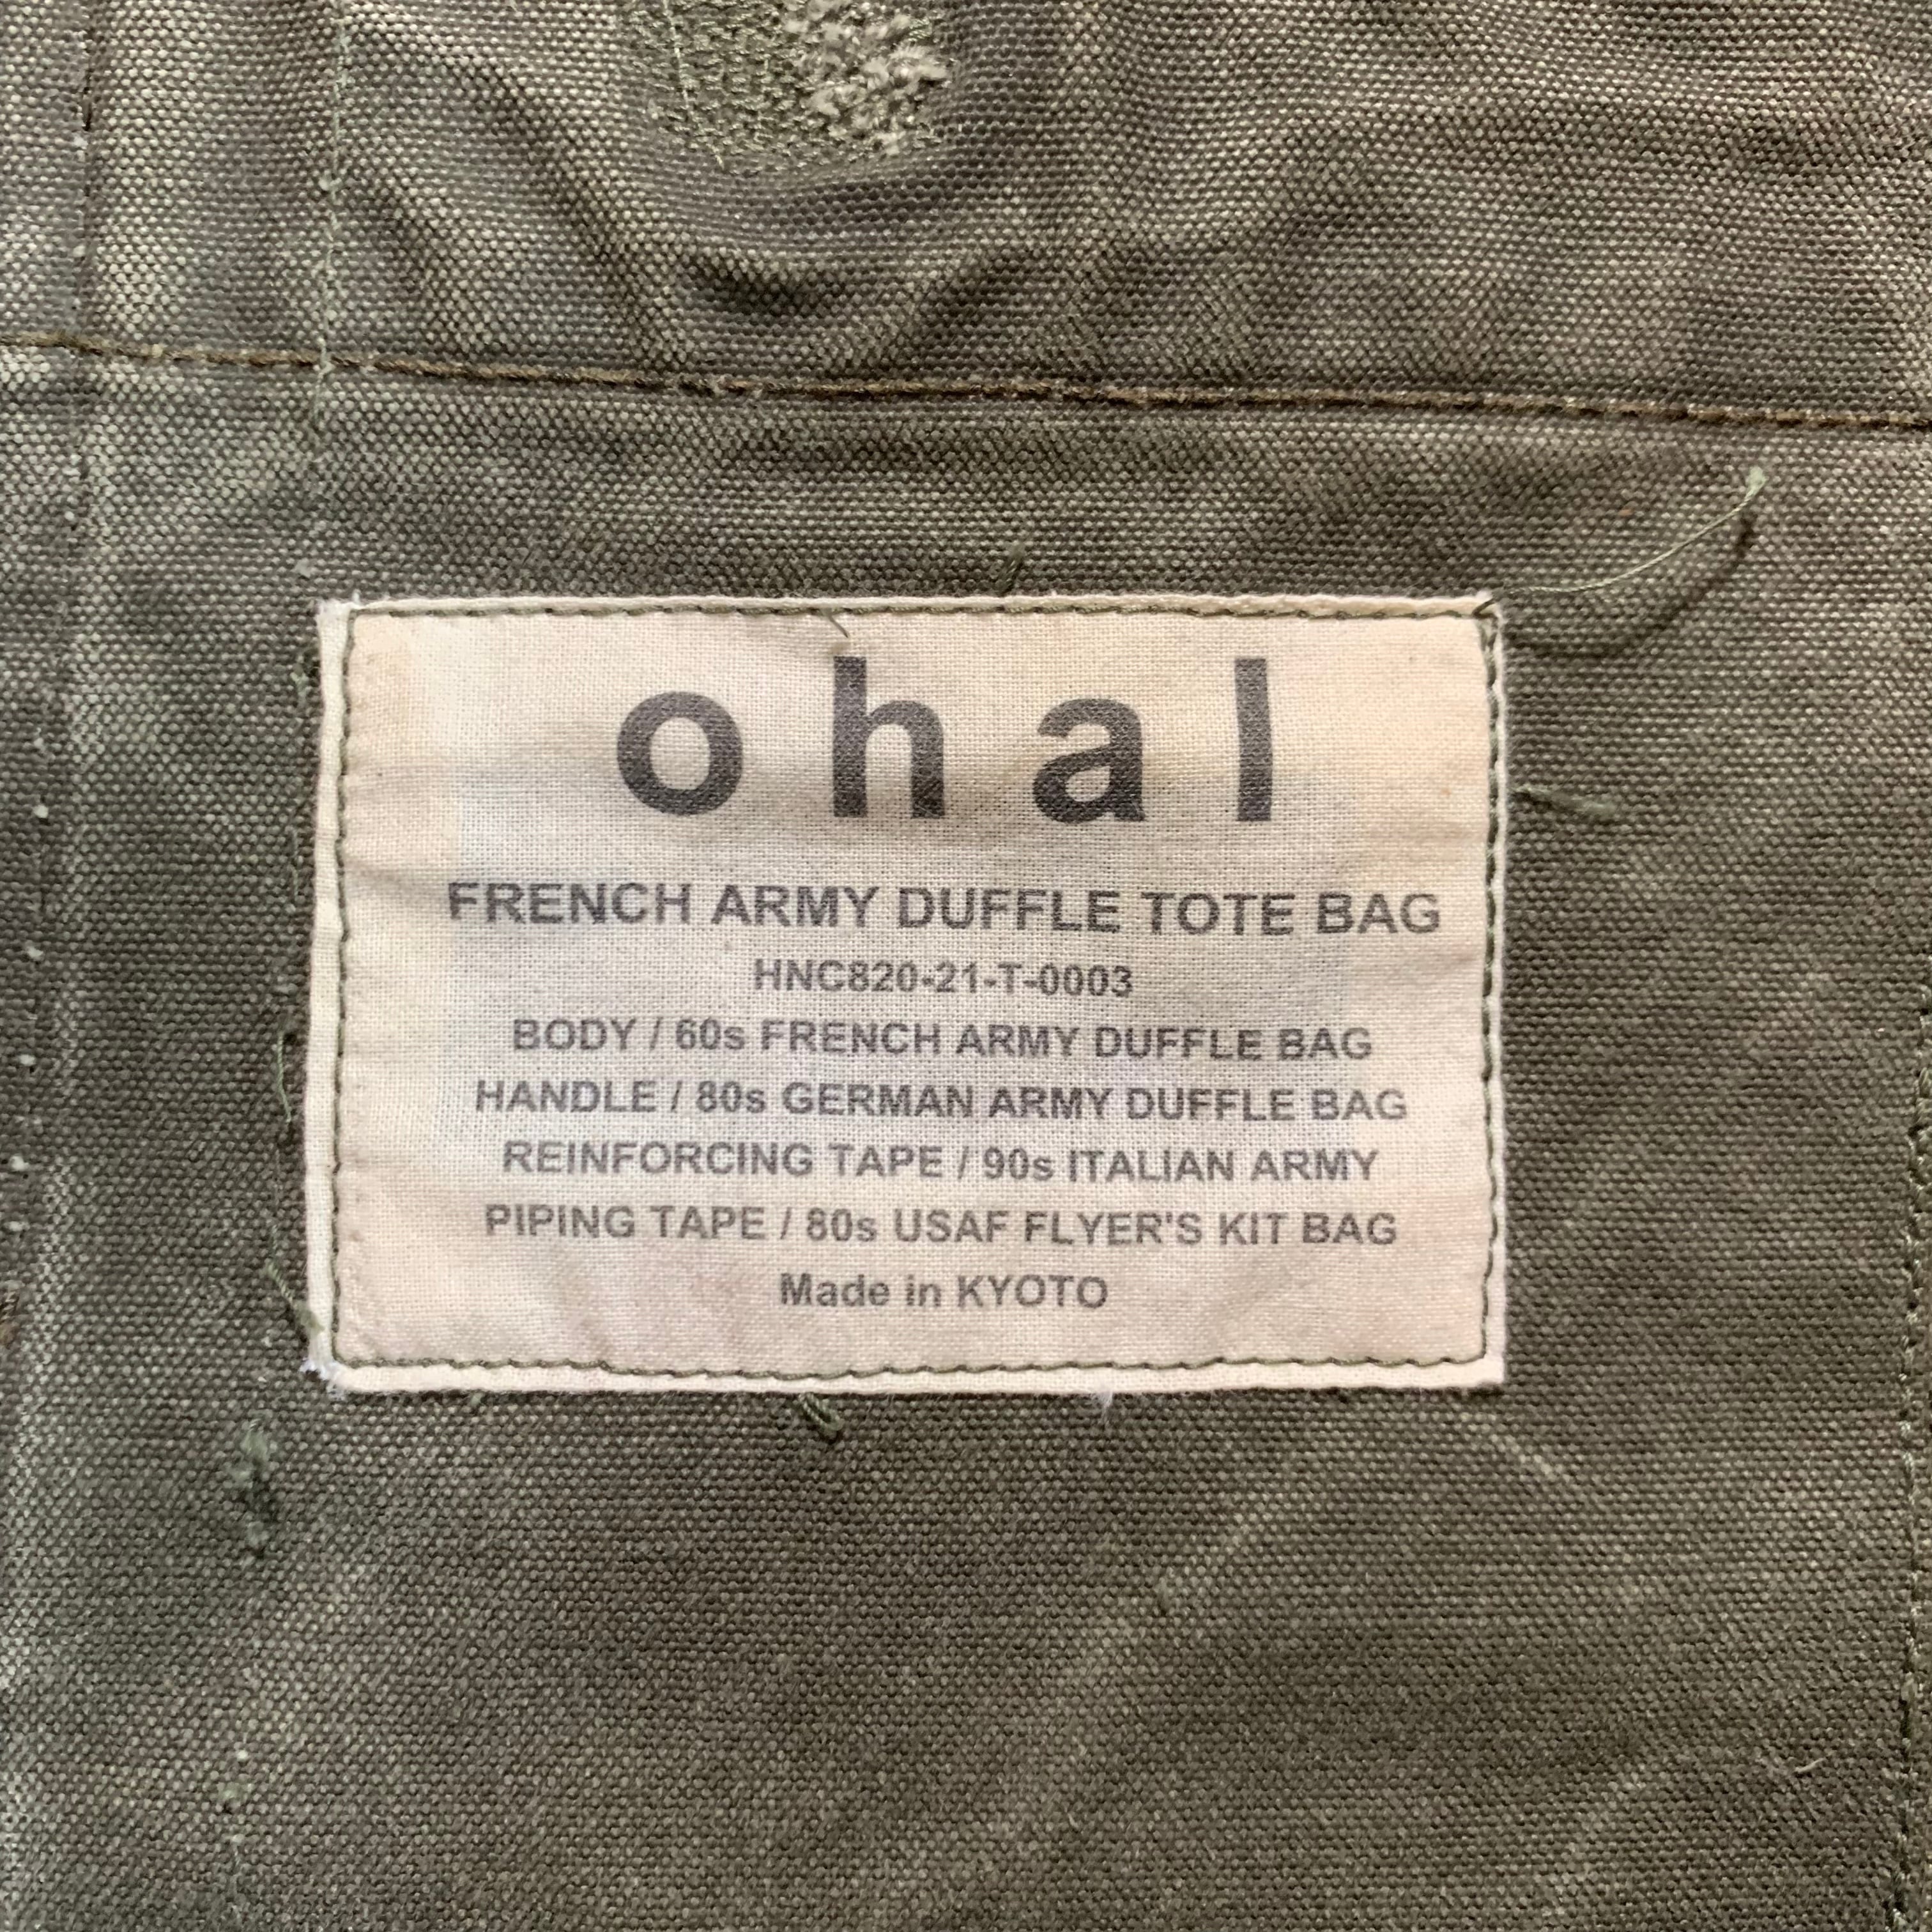 ohal
FRENCH ARMY DUFFLE TOTE BAG
HNC820-21-T-0003
BODY / 60s FRENCH ARMY DUFFLE BAG
HANDLE / 80s GERMAN ARMY DUFFLE BAG
REINFORCING TAPE / 90s ITALIAN ARMY
PIPING TAPE / 80s USAF FLYER'S KIT BAG
Made in KYOTO